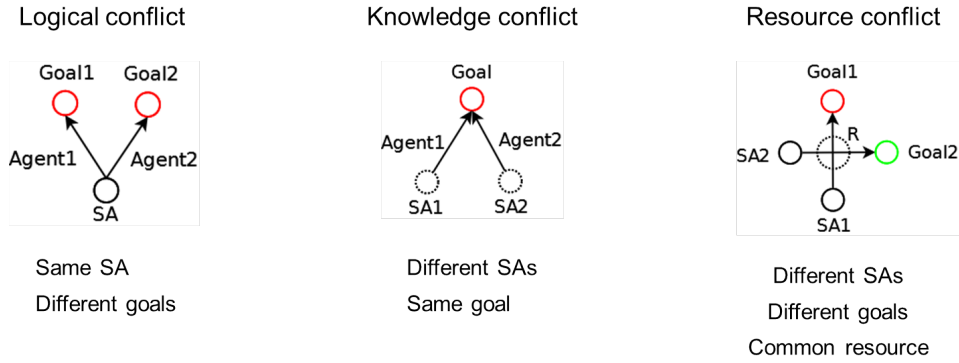 Logical conflict
Knowledge conflict
Resource conflict
Goal1 Goal2
Agent1 Agent2
SA
Same SA
Different goals
Goal
Agent1 Agent2
SA1 SA2
Different SAs
Same goal
Goal1
R
SA2 Goal2
SA1
Different SAs
Different goals
Common resource